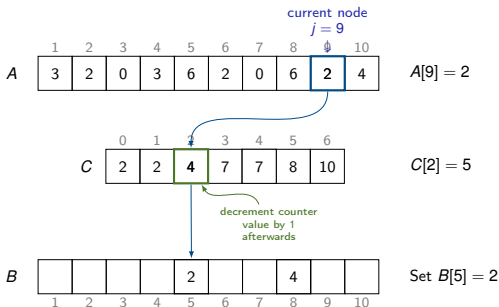 current node
j = 9
1 2 3 4 5 6 7 8 9 10
A 3 2 0 3 6 2 0 6 2 4 A[9] = 2
0 1 2 3 4 5 6
C 2 2 4 7 7 8 10 C[2] = 5
decrement counter
value by 1
afterwards
B 2 4 Set B[5] = 2
1 2 3 4 5 6 7 8 9 10